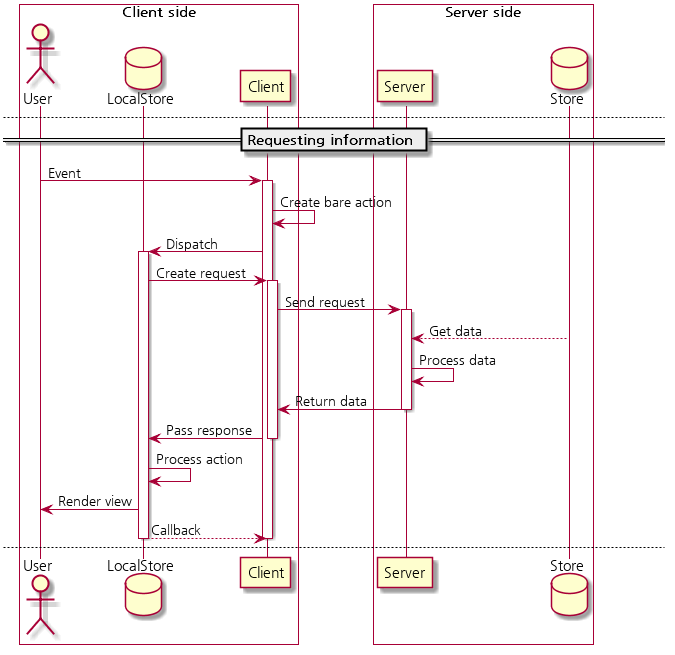 Client side
Server side
User
LocalStore
Client
Server
Store
Requesting information
Event
Create bare action
Dispatch
Create request
Send request
Get data
Process data
Return data
Pass response
Process action
Render view
Callback
User
LocalStore
Client
Server
Store